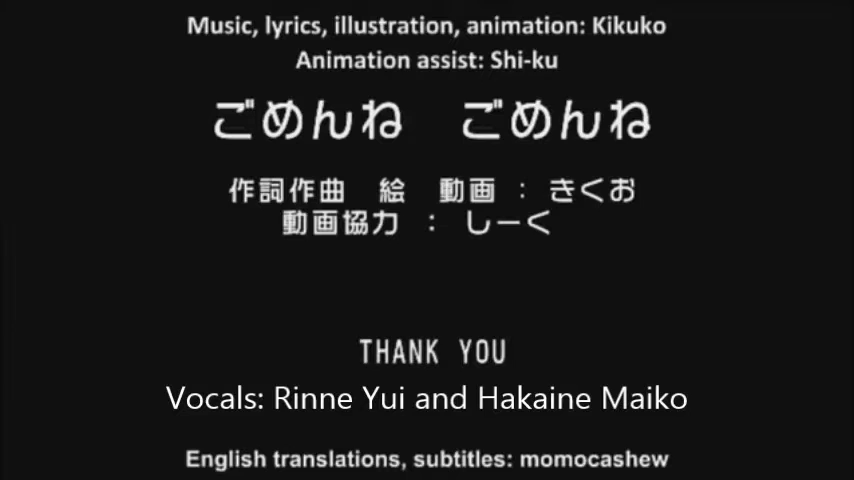 Music, lyrics, illustration, animation: Kikuko
Animation assist: Shi-ku
ごめんね　ごめんね
作詞作曲　絵　動画 ： きくお
動画協力 ： しーく
THANK YOU
Vocals: Rinne Yui and Hakaine Maiko
English translations, subtitles: momocashew